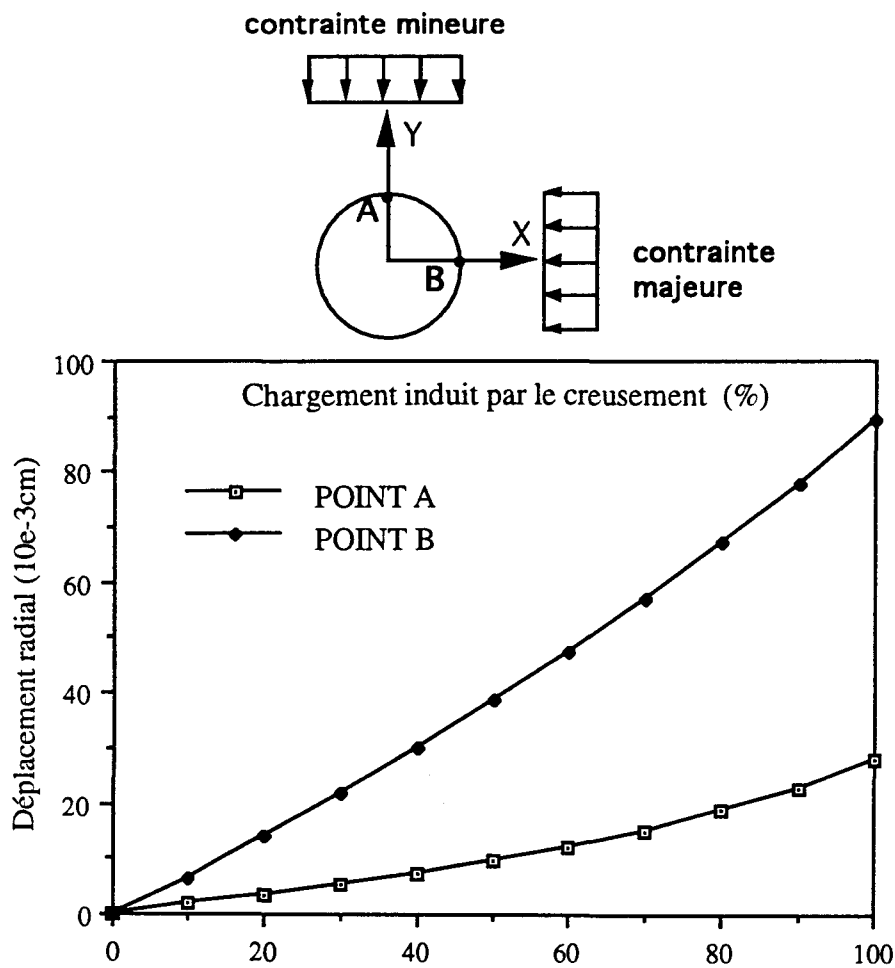 contrainte mineure
Y
A
X
B
contrainte
majeure
100
Chargement induit par le creusement (%)
80
POINT A
POINT B
60
40
20
0
Déplacement radial (10e-3cm)
0 20 40 60 80 100